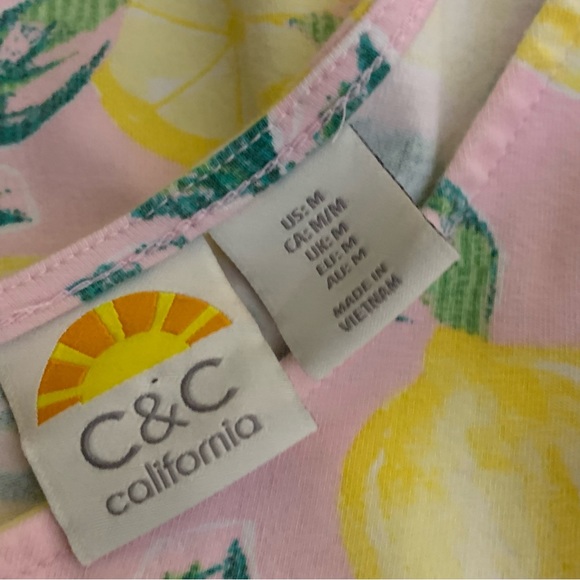 US: M
CA: M/M
UK: M
EU: M
AU: M
MADE IN
VIETNAM
C&C
california